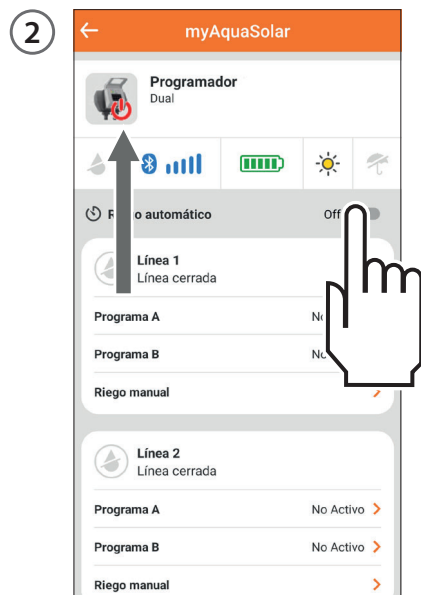 2
myAquaSolar
Programador
Dual
R o automático Off
Línea 1
Línea cerrada
Programa A
Programa B
Riego manual
Línea 2
Línea cerrada
Programa A No Activo
Programa B No Activo
Riego manual